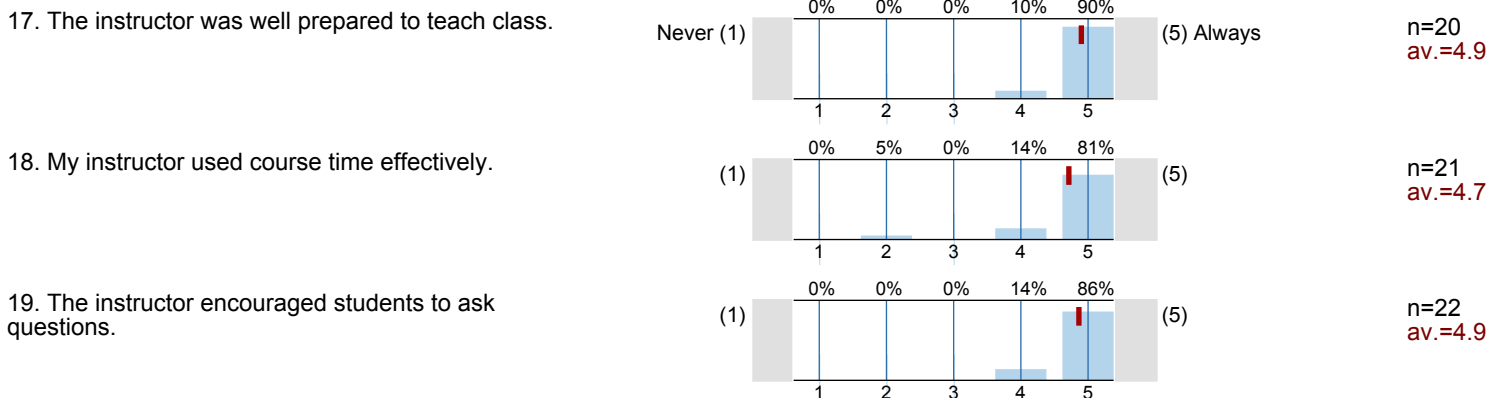 17. The instructor was well prepared to teach class.
0% 0% 0% 10% 90%
Never (1)
(5) Always
n=20
av.=4.9
1 2 3 4 5
18. My instructor used course time effectively.
0% 5% 0% 14% 81%
(1)
(5)
n=21
av.=4.7
1 2 3 4 5
19. The instructor encouraged students to ask
questions.
0% 0% 0% 14% 86%
(1)
(5)
n=22
av.=4.9
1 2 3 4 5